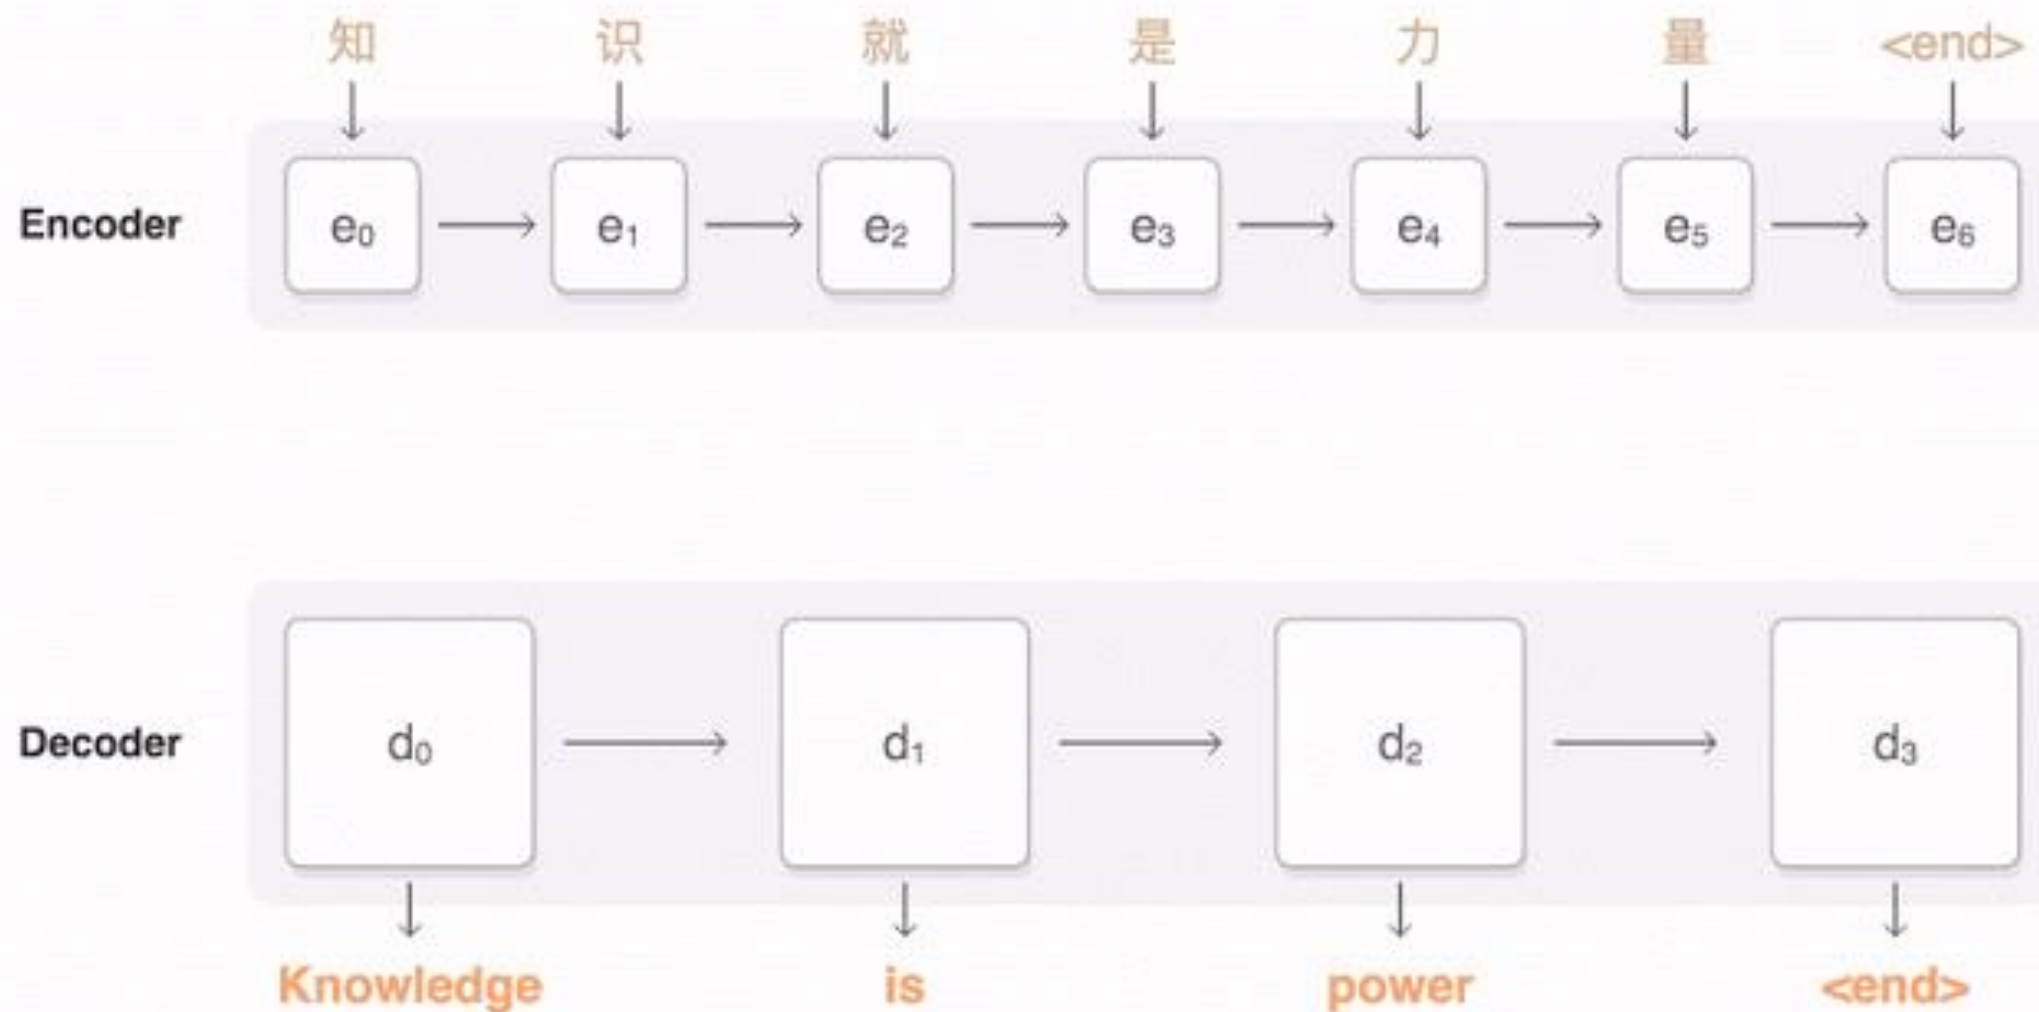 知 识 就 是 力 量 <end>
Encoder e₀ e₁ e₂ e₃ e₄ e₅ e₆
Decoder d₀ d₁ d₂ d₃
Knowledge is power <end>